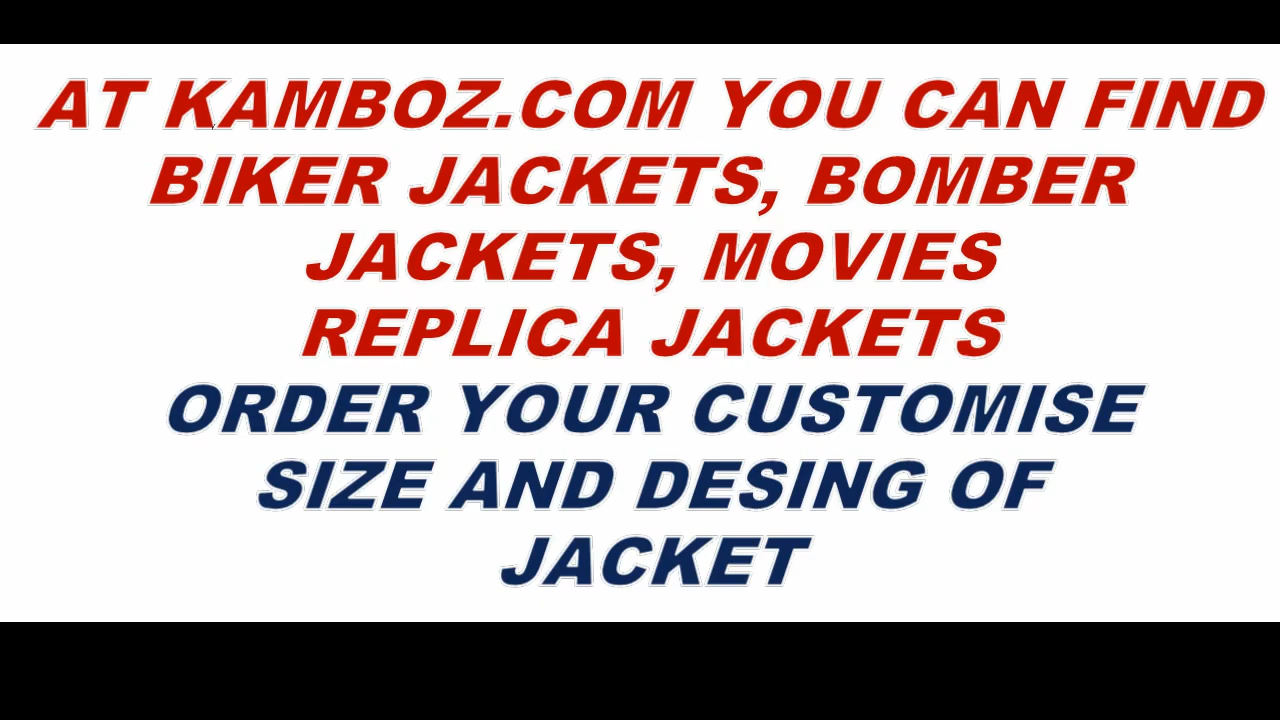 AT KAMBOZ.COM YOU CAN FIND
BIKER JACKETS, BOMBER
JACKETS, MOVIES
REPLICA JACKETS
ORDER YOUR CUSTOMISE
SIZE AND DESING OF
JACKET